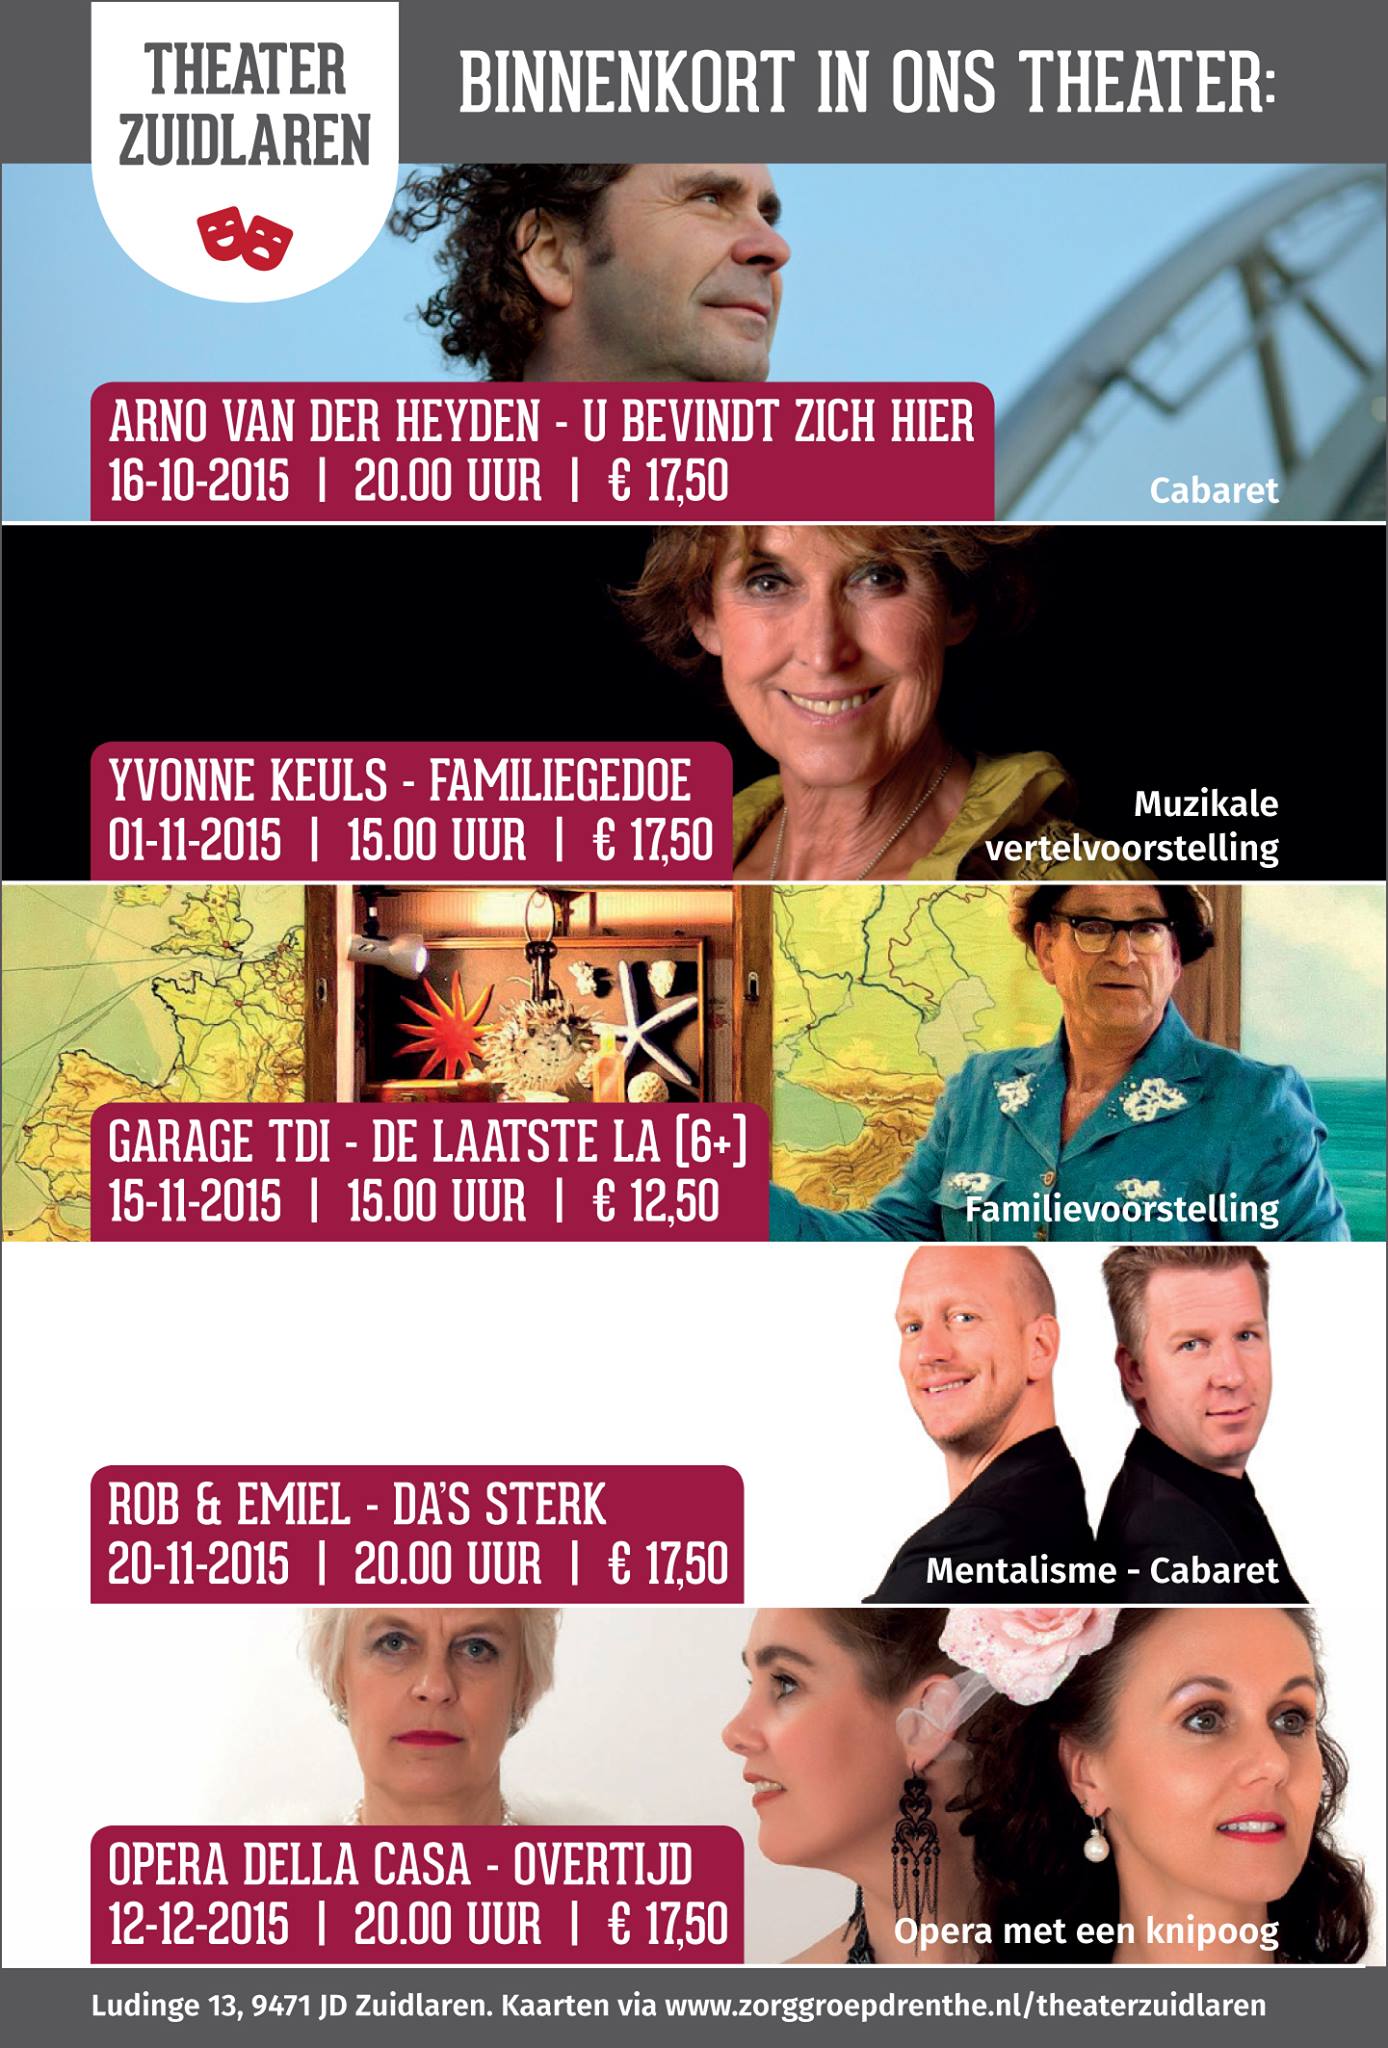 THEATER
ZUIDLAREN
BINNENKORT IN ONS THEATER:
ARNO VAN DER HEYDEN - U BEVINDT ZICH HIER
16-10-2015 | 20.00 UUR | € 17,50
Cabaret
YVONNE KEULS - FAMILIEGEDOE
01-11-2015 | 15.00 UUR | € 17,50
Muzikale
vertelvoorstelling
GARAGE TDI - DE LAATSTE LA (6+)
15-11-2015 | 15.00 UUR | € 12,50
Familievoorstelling
ROB & EMIEL - DA'S STERK
20-11-2015 | 20.00 UUR | € 17,50
Mentalisme - Cabaret
OPERA DELLA CASA - OVERTIJD
12-12-2015 | 20.00 UUR | € 17,50
Opera met een knipoog
Ludinge 13, 9471 JD Zuidlaren. Kaarten via www.zorggroepdrenthe.nl/theaterzuidlaren